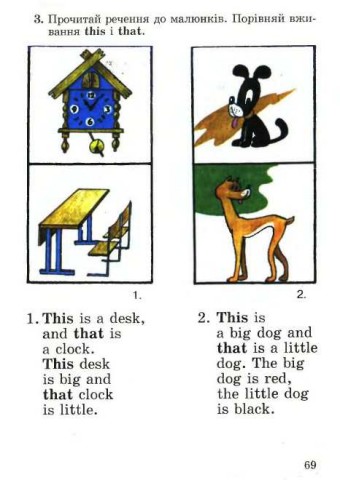 3. Прочитай речення до малюнків. Порівняй вжи-
вання this і that.
1.
2.
1. This is a desk,
and that is
a clock.
This desk
is big and
that clock
is little.
2. This is
a big dog and
that is a little
dog. The big
dog is red,
the little dog
is black.
69